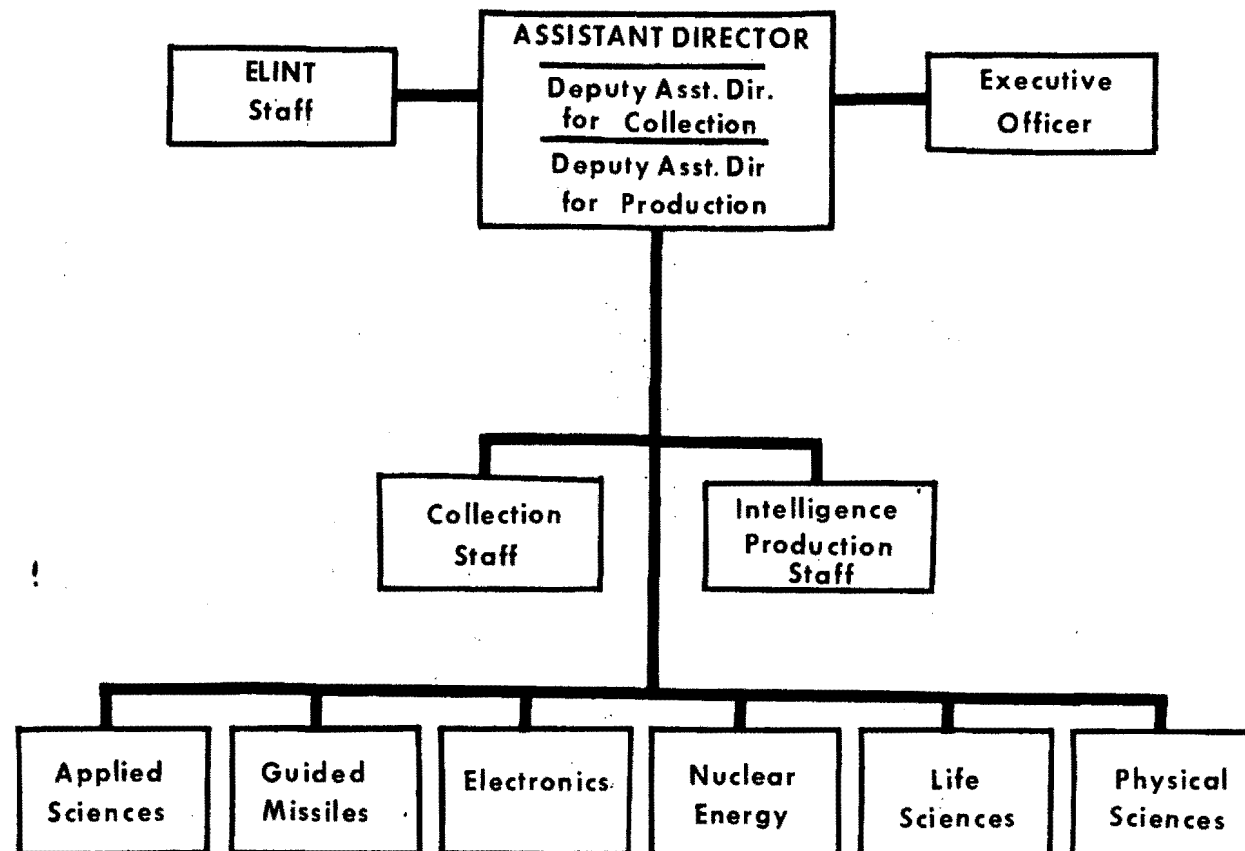 ELINT
Staff
ASSISTANT DIRECTOR
Deputy Asst. Dir.
for Collection
Deputy Asst. Dir
for Production
Executive
Officer
Collection
Staff
Intelligence
Production
Staff
Applied
Sciences
Guided
Missiles
Electronics
Nuclear
Energy
Life
Sciences
Physical
Sciences